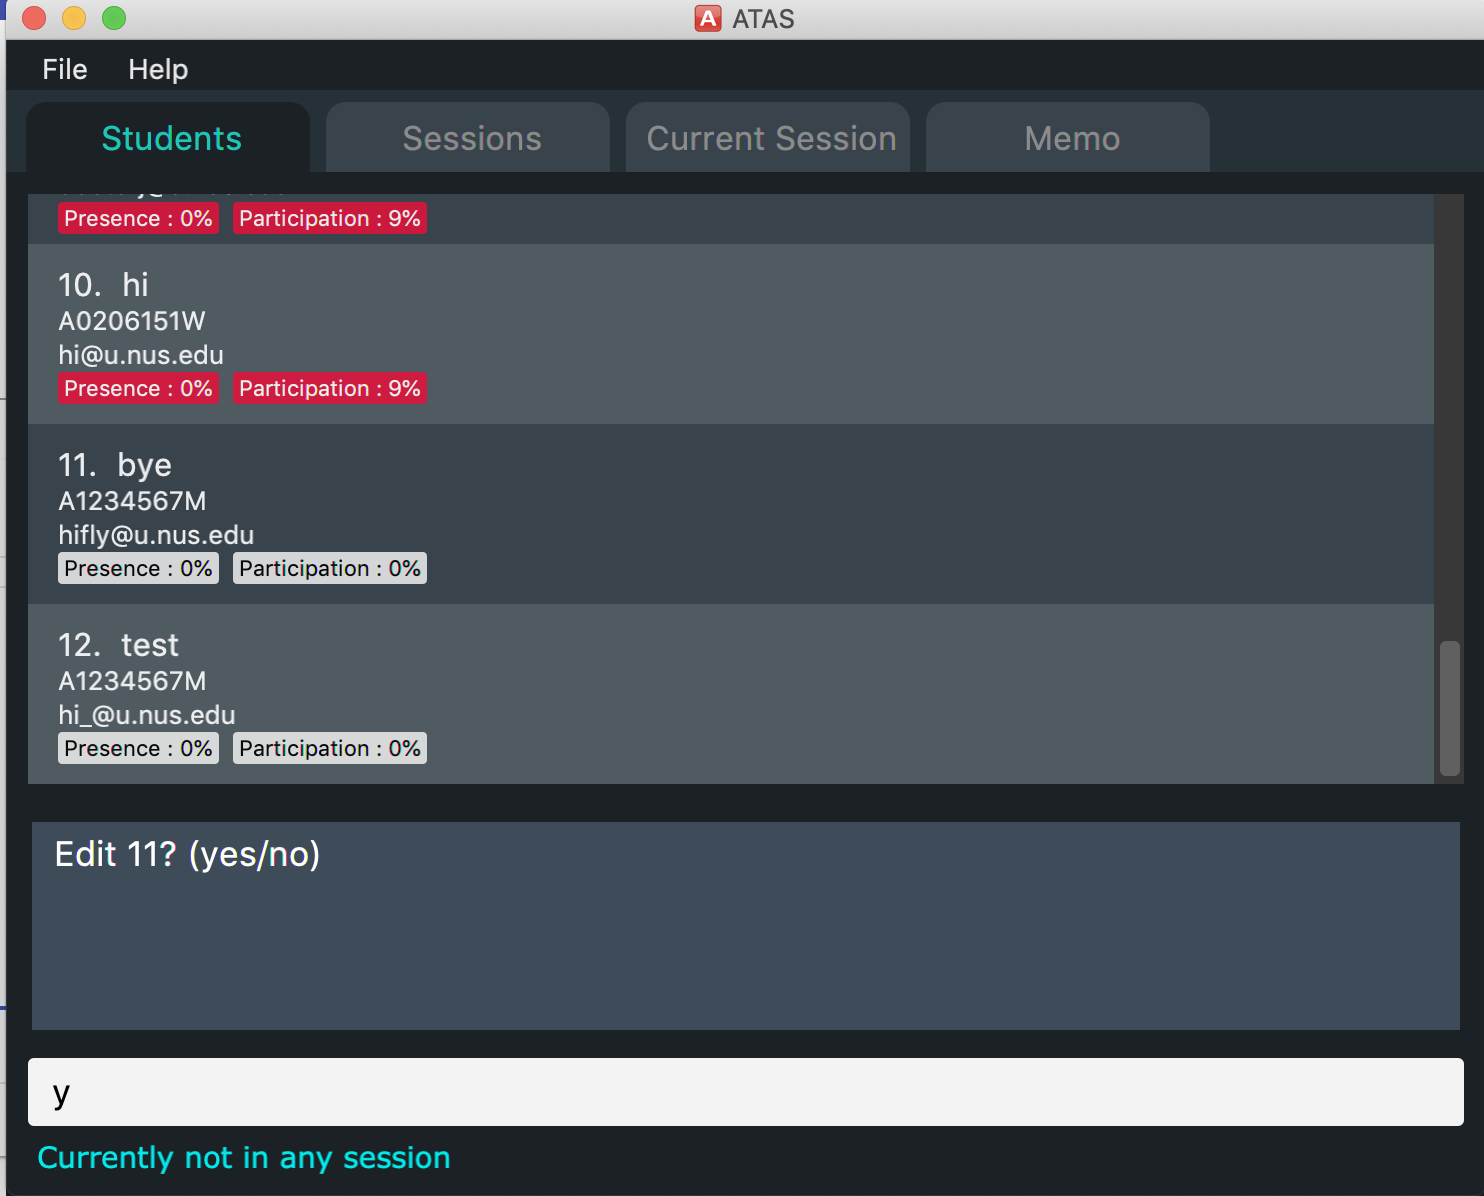 A ATAS
File Help
Students Sessions Current Session Memo
Presence : 0% Participation : 9%
10. hi
A0206151W
hi@u.nus.edu
Presence : 0% Participation : 9%
11. bye
A1234567M
hifly@u.nus.edu
Presence : 0% Participation : 0%
12. test
A1234567M
hi_@u.nus.edu
Presence : 0% Participation : 0%
Edit 11? (yes/no)
y
Currently not in any session